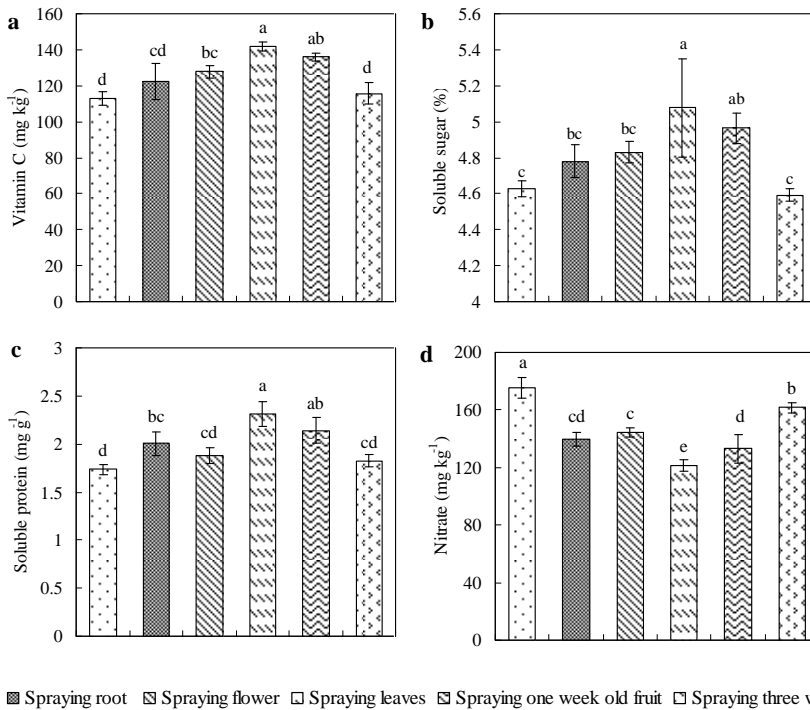 a
Vitamin C (mg kg-1)
160
140
120
100
80
60
40
20
0
d
cd
bc
a
ab
d
b
Soluble sugar (%)
5.6
5.4
5.2
5
4.8
4.6
4.4
4.2
4
c
bc
bc
a
ab
c
c
Soluble protein (mg g-1)
3
2.5
2
1.5
1
0.5
0
d
bc
cd
a
ab
cd
d
Nitrate (mg kg-1)
200
160
120
80
40
0
a
cd
c
e
d
b
Spraying root Spraying flower Spraying leaves Spraying one week old fruit Spraying three